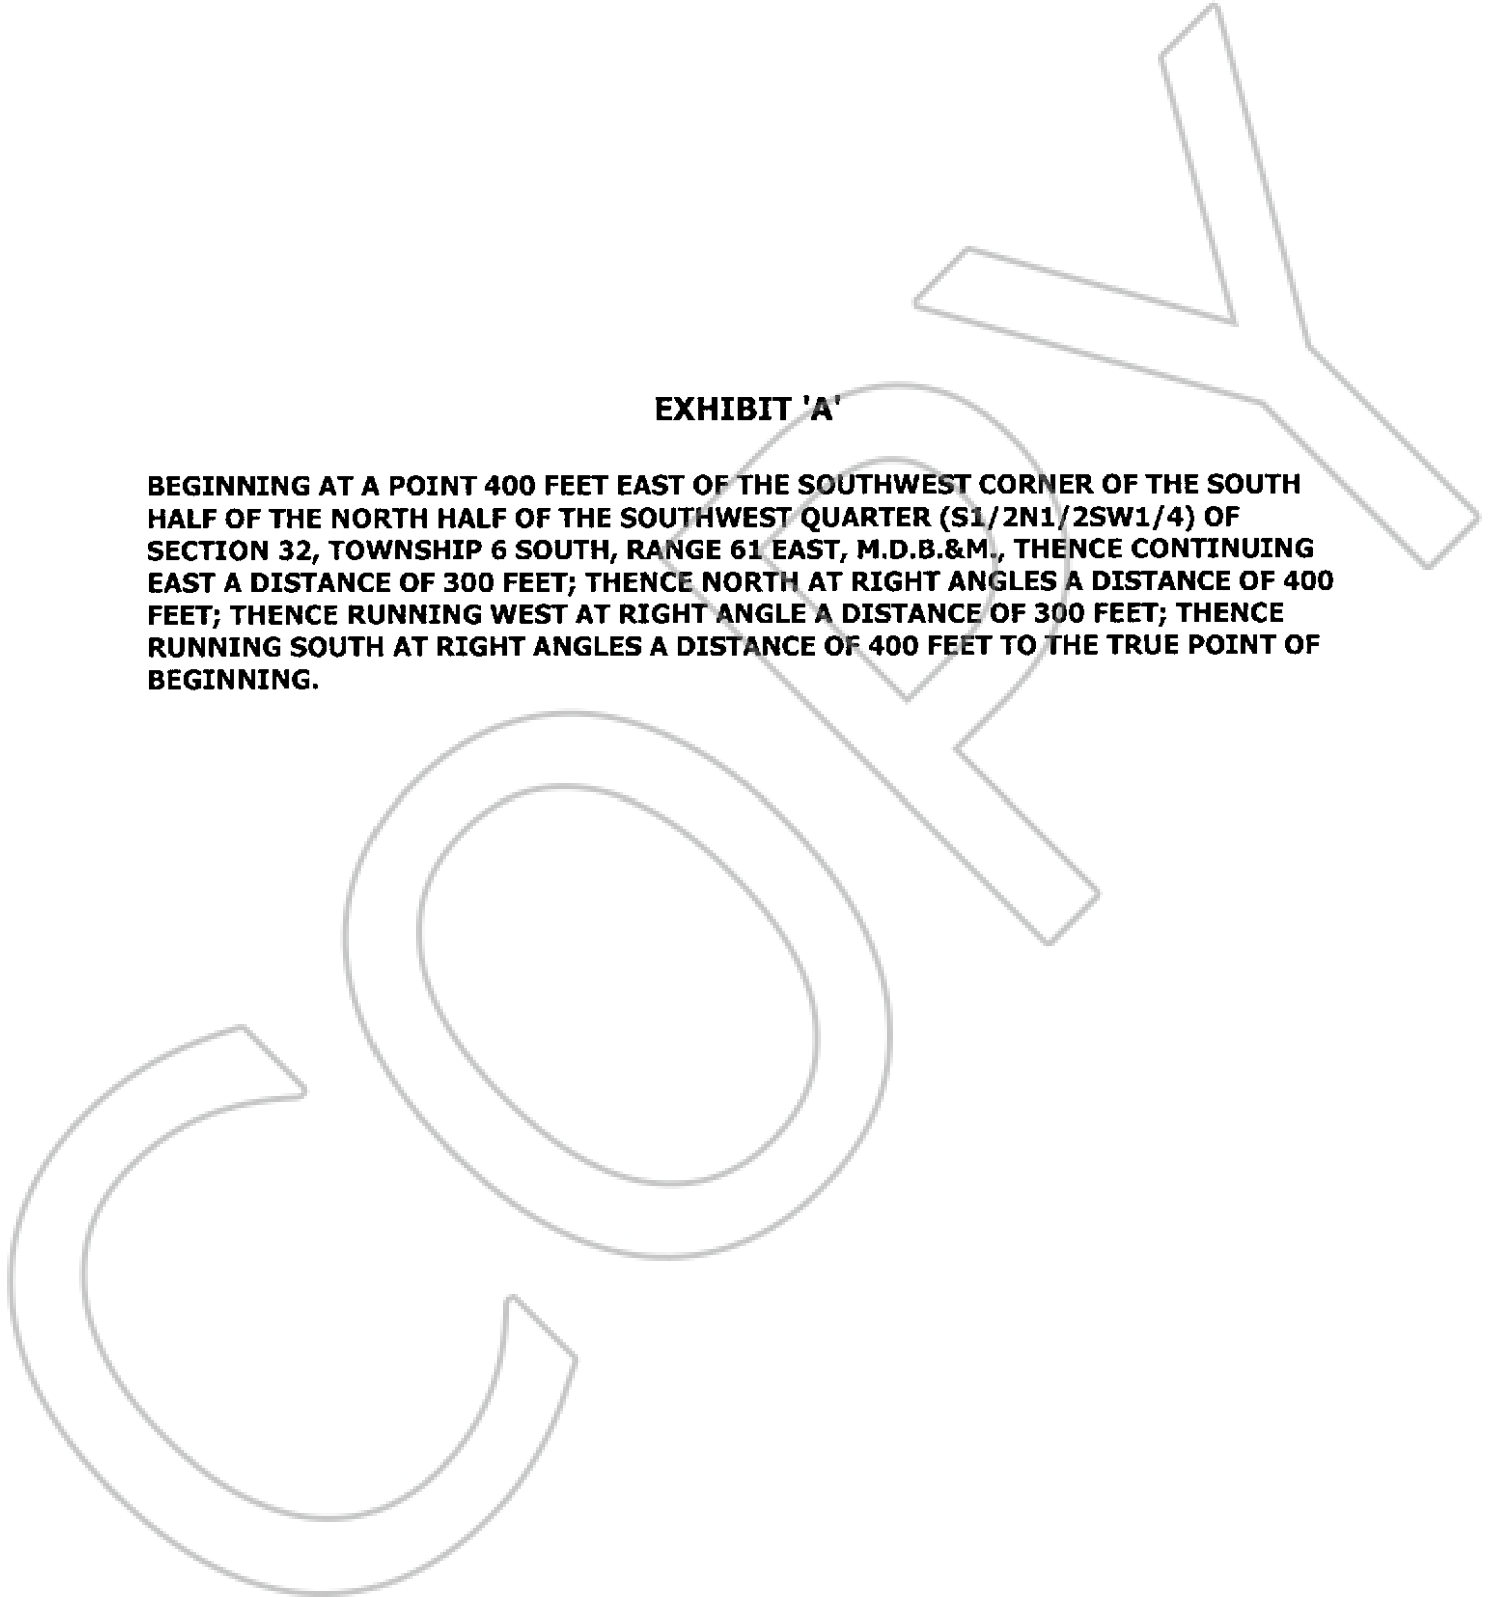 EXHIBIT 'A'
BEGINNING AT A POINT 400 FEET EAST OF THE SOUTHWEST CORNER OF THE SOUTH
HALF OF THE NORTH HALF OF THE SOUTHWEST QUARTER (S1/2N1/2SW1/4) OF
SECTION 32, TOWNSHIP 6 SOUTH, RANGE 61 EAST, M.D.B.&M., THENCE CONTINUING
EAST A DISTANCE OF 300 FEET; THENCE NORTH AT RIGHT ANGLES A DISTANCE OF 400
FEET; THENCE RUNNING WEST AT RIGHT ANGLE A DISTANCE OF 300 FEET; THENCE
RUNNING SOUTH AT RIGHT ANGLES A DISTANCE OF 400 FEET TO THE TRUE POINT OF
BEGINNING.
COPY